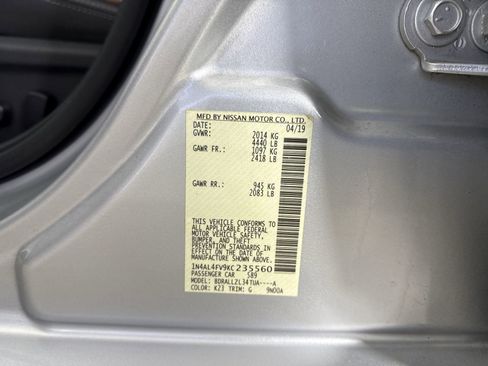 MFD BY NISSAN MOTOR CO., LTD.
DATE: 04/19
GVWR: 2014 KG
4440 LB
GAWR FR.: 1097 KG
2418 LB
GAWR RR.: 945 KG
2083 LB
THIS VEHICLE CONFORMS TO
ALL APPLICABLE FEDERAL
MOTOR VEHICLE SAFETY,
BUMPER, AND THEFT
PREVENTION STANDARDS IN
EFFECT ON THE DATE OF
MANUFACTURE SHOWN ABOVE.
1N4AL4FV9KC235560
PASSENGER CAR 589
MODEL: BDRALLZL34TUA----A
COLOR: K23 TRIM: G 9N00A